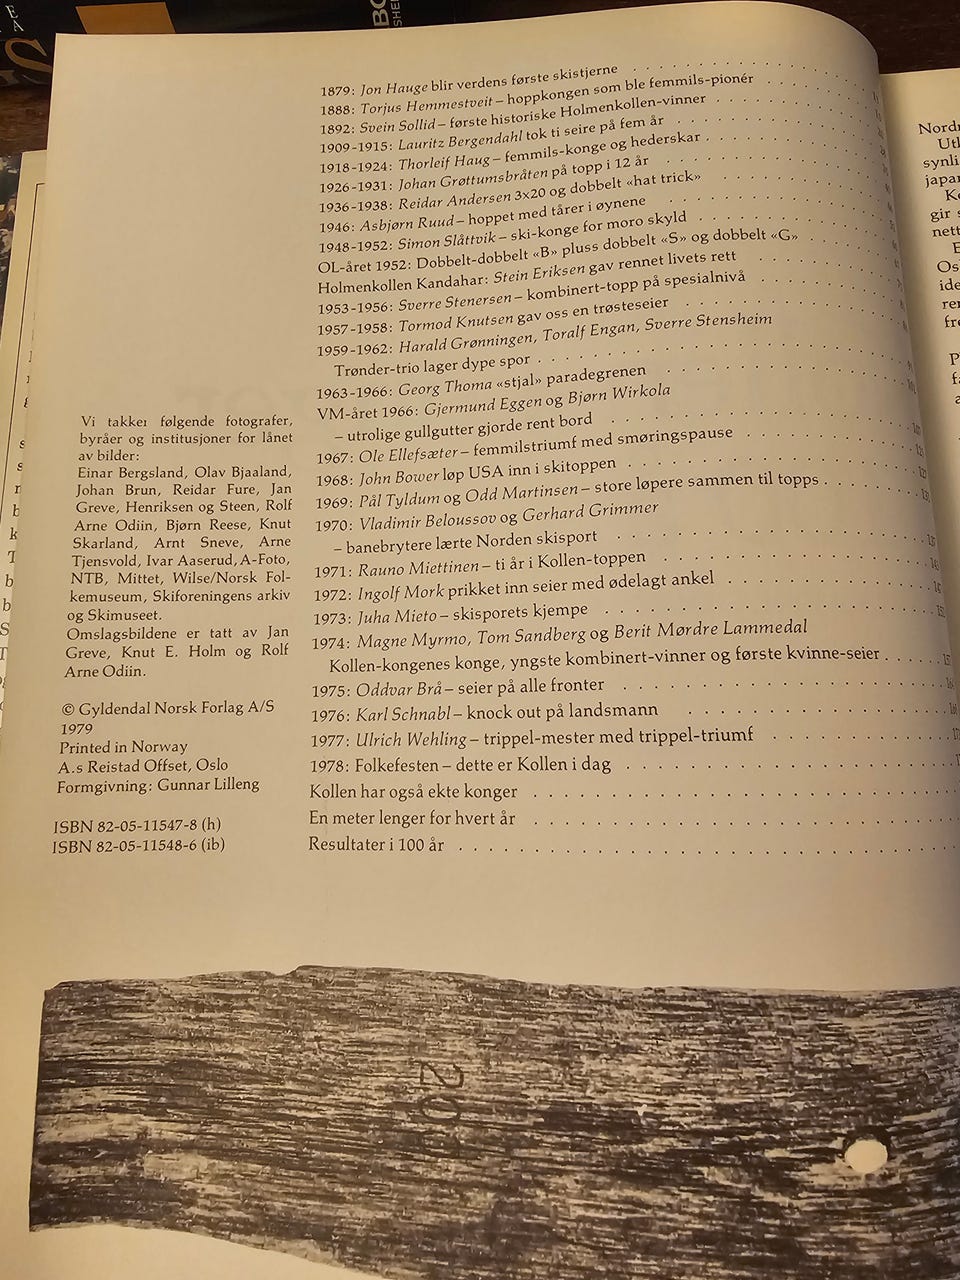 1879: Jon Hauge blir verdens første skistjerne
1888: Torjus Hemmestveit – hoppkongen som ble femmils-pionér
1892: Svein Sollid – første historiske Holmenkollen-vinner
1909-1915: Lauritz Bergendahl tok ti seire på fem år
1918-1924: Thorleif Haug – femmils-konge og hederskar
1926-1931: Johan Grøttumsbråten på topp i 12 år
1936-1938: Reidar Andersen 3×20 og dobbelt «hat trick»
1946: Asbjørn Ruud – hoppet med tårer i øynene
1948-1952: Simon Slåttvik – ski-konge for moro skyld
OL-året 1952: Dobbelt-dobbelt «B» pluss dobbelt «S» og dobbelt «G»
Holmenkollen Kandahar: Stein Eriksen gav rennet livets rett
1953-1956: Sverre Stenersen – kombinert-topp på spesialnivå
1957-1958: Tormod Knutsen gav oss en trøsteseier
1959-1962: Harald Grønningen, Toralf Engan, Sverre Stensheim
Trønder-trio lager dype spor
1963-1966: Georg Thoma «stjal» paradegrenen
VM-året 1966: Gjermund Eggen og Bjørn Wirkola
– utrolige gullgutter gjorde rent bord
1967: Ole Ellefsæter – femmilstriumf med smøringspause
1968: John Bower løp USA inn i skitoppen
1969: Pål Tyldum og Odd Martinsen – store løpere sammen til topps
1970: Vladimir Beloussov og Gerhard Grimmer
– banebrytere lærte Norden skisport
1971: Rauno Miettinen – ti år i Kollen-toppen
1972: Ingolf Mork prikket inn seier med ødelagt ankel
1973: Juha Mieto – skisporets kjempe
1974: Magne Myrmo, Tom Sandberg og Berit Mørdre Lammedal
Kollen-kongenes konge, yngste kombinert-vinner og første kvinne-seier
1975: Oddvar Brå – seier på alle fronter
1976: Karl Schnabl – knock out på landsmann
1977: Ulrich Wehling – trippel-mester med trippel-triumf
1978: Folkefesten – dette er Kollen i dag
Kollen har også ekte konger
En meter lenger for hvert år
Resultater i 100 år
Vi takker følgende fotografer,
byråer og institusjoner for lånet
av bilder:
Einar Bergsland, Olav Bjaaland,
Johan Brun, Reidar Fure, Jan
Greve, Henriksen og Steen, Rolf
Arne Odiin, Bjørn Reese, Knut
Skarland, Arnt Sneve, Arne
Tjensvold, Ivar Aaserud, A-Foto,
NTB, Mittet, Wilse/Norsk Fol-
kemuseum, Skiforeningens arkiv
og Skimuseet.
Omslagsbildene er tatt av Jan
Greve, Knut E. Holm og Rolf
Arne Odiin.
© Gyldendal Norsk Forlag A/S
1979
Printed in Norway
A.s Reistad Offset, Oslo
Formgivning: Gunnar Lilleng
ISBN 82-05-11547-8 (h)
ISBN 82-05-11548-6 (ib)
20